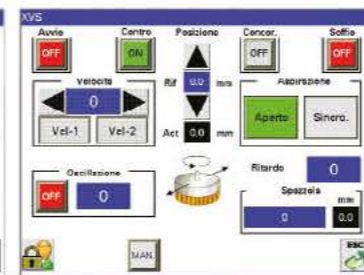 XVS
Avvio Centro Posizione Concor. Soffio
OFF ON OFF OFF
Velocità Rif 0.0 mm Aspirazione
0
Vel-1 Vel-2 Act 0.0 mm Aperto Sincro.
Oscillazione Ritardo 0
OFF 0 Spazzola
mm
0 0.0
MAN. ESC